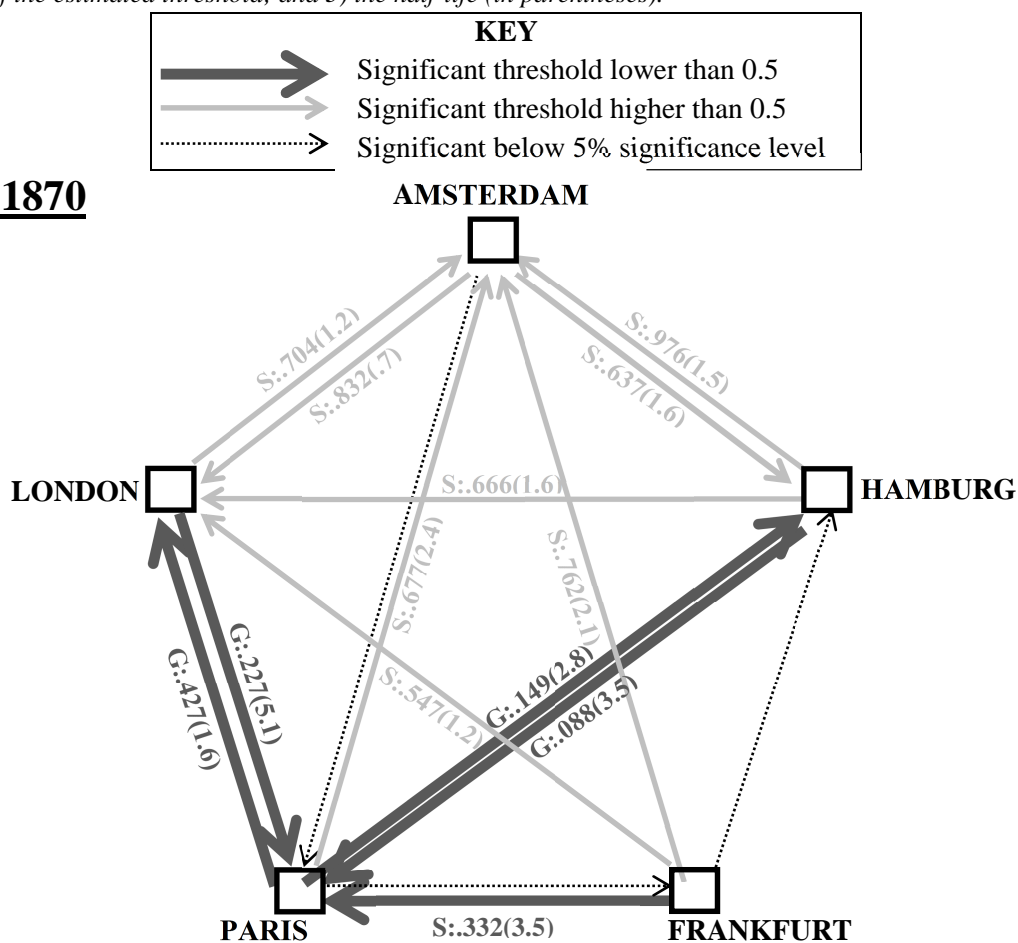 of the estimated threshold, and 3) the half-life (in parentheses).
KEY
Significant threshold lower than 0.5
Significant threshold higher than 0.5
Significant below 5% significance level
1870
AMSTERDAM
S:.704(1.2)
S:.832(.7)
S:.976(1.5)
S:.637(1.6)
LONDON
S:.666(1.6)
HAMBURG
S:.677(2.4)
S:.762(2.1)
G:.427(1.6)
G:.227(5.1)
S:.547(1.2)
G:.149(2.8)
G:.088(3.5)
PARIS
S:.332(3.5)
FRANKFURT